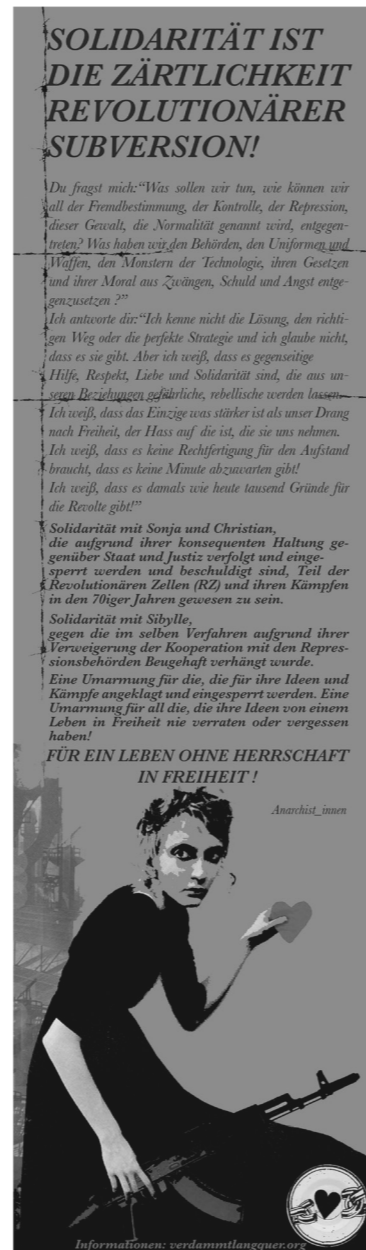 SOLIDARITÄT IST
DIE ZÄRTLICHKEIT
REVOLUTIONÄRER
SUBVERSION!
Du fragst mich:“Was sollen wir tun, wie können wir
all der Fremdbestimmung, der Kontrolle, der Repression,
dieser Gewalt, die Normalität genannt wird, entgegen-
treten? Was haben wir den Behörden, den Uniformen und
Waffen, den Monstern der Technologie, ihren Gesetzen
und ihrer Moral aus Zwängen, Schuld und Angst entge-
genzusetzen ?”
Ich antworte dir:“Ich kenne nicht die Lösung, den richti-
gen Weg oder die perfekte Strategie und ich glaube nicht,
dass es sie gibt. Aber ich weiß, dass es gegenseitige
Hilfe, Respekt, Liebe und Solidarität sind, die aus un-
seren Beziehungen gefährliche, rebellische werden lassen.
Ich weiß, dass das Einzige was stärker ist als unser Drang
nach Freiheit, der Hass auf die ist, die sie uns nehmen.
Ich weiß, dass es keine Rechtfertigung für den Aufstand
braucht, dass es keine Minute abzuwarten gibt!
Ich weiß, dass es damals wie heute tausend Gründe für
die Revolte gibt!”
Solidarität mit Sonja und Christian,
die aufgrund ihrer konsequenten Haltung ge-
genüber Staat und Justiz verfolgt und einge-
sperrt werden und beschuldigt sind, Teil der
Revolutionären Zellen (RZ) und ihren Kämpfen
in den 70iger Jahren gewesen zu sein.
Solidarität mit Sibylle,
gegen die im selben Verfahren aufgrund ihrer
Verweigerung der Kooperation mit den Repres-
sionsbehörden Beugehaft verhängt wurde.
Eine Umarmung für die, die für ihre Ideen und
Kämpfe angeklagt und eingesperrt werden. Eine
Umarmung für all die, die ihre Ideen von einem
Leben in Freiheit nie verraten oder vergessen
haben!
FÜR EIN LEBEN OHNE HERRSCHAFT
IN FREIHEIT !
Anarchist_innen
Informationen: verdammtlangquer.org